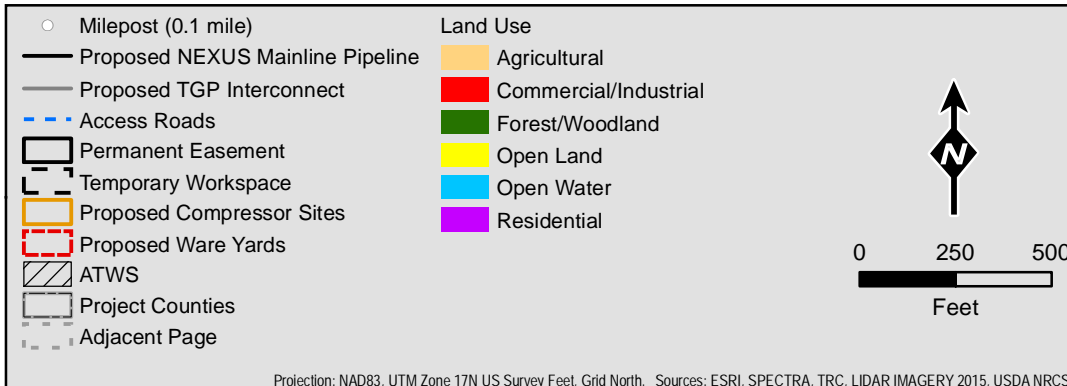 Milepost (0.1 mile)
Proposed NEXUS Mainline Pipeline
Proposed TGP Interconnect
Access Roads
Permanent Easement
Temporary Workspace
Proposed Compressor Sites
Proposed Ware Yards
ATWS
Project Counties
Adjacent Page
Land Use
Agricultural
Commercial/Industrial
Forest/Woodland
Open Land
Open Water
Residential
N
0 250 500
Feet
Projection: NAD83, UTM Zone 17N US Survey Feet, Grid North. Sources: ESRI, SPECTRA, TRC, LIDAR IMAGERY 2015, USDA NRCS